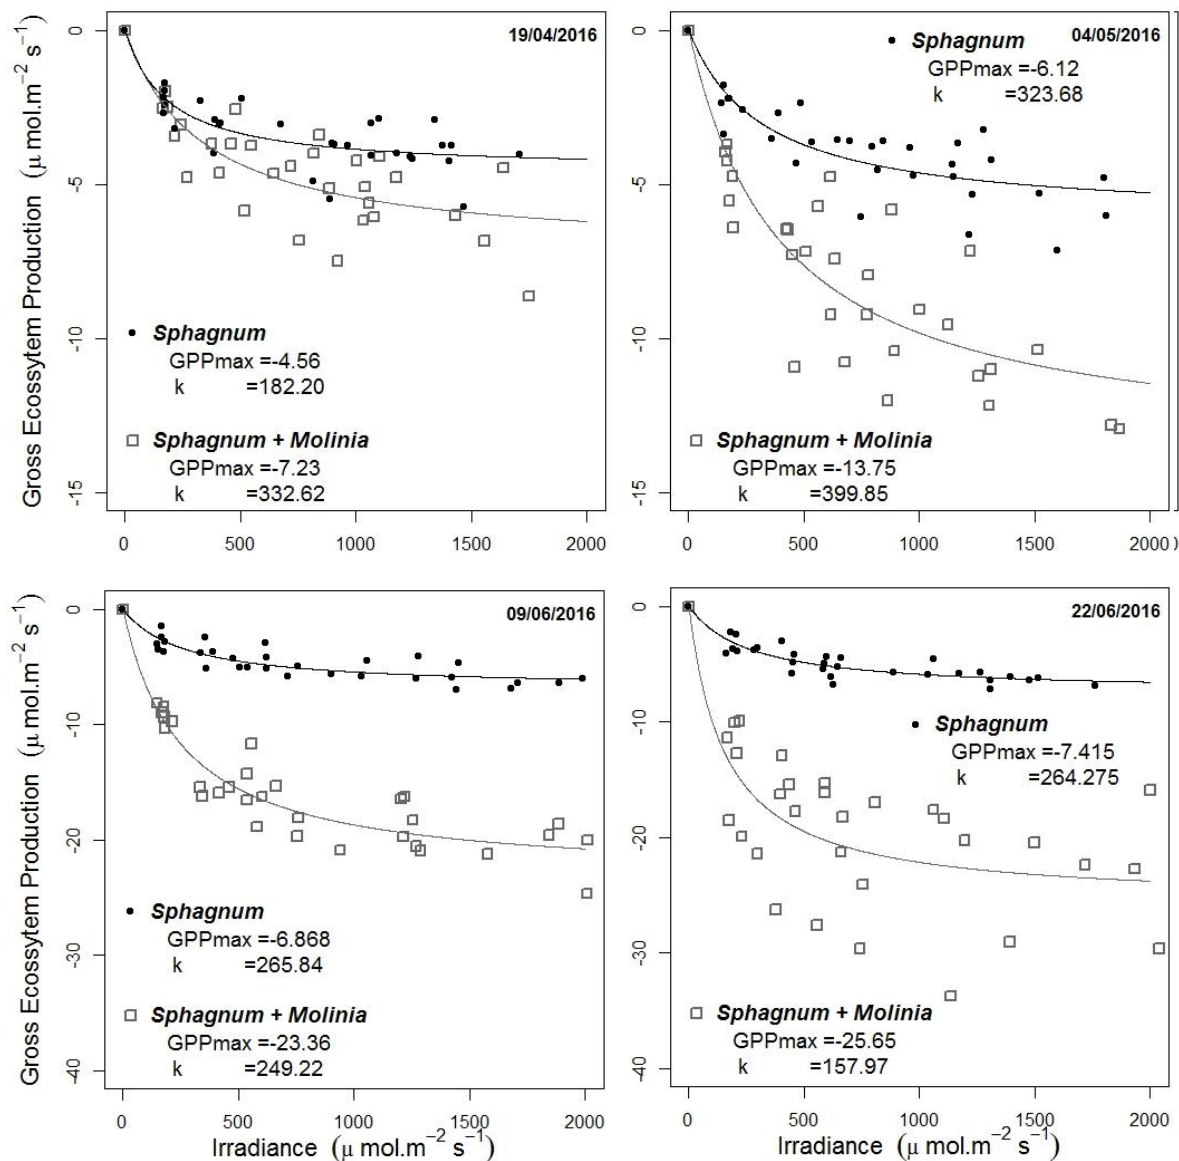 Gross Ecossytem Production (μ mol.m−2 s−1)
19/04/2016
0
-5
-10
-15
Sphagnum
GPPmax =-4.56
k =182.20
Sphagnum + Molinia
GPPmax =-7.23
k =332.62
0 500 1000 1500 2000
04/05/2016
0
-5
-10
-15
Sphagnum
GPPmax =-6.12
k =323.68
Sphagnum + Molinia
GPPmax =-13.75
k =399.85
0 500 1000 1500 2000
Gross Ecossytem Production (μ mol.m−2 s−1)
09/06/2016
0
-10
-20
-30
-40
Sphagnum
GPPmax =-6.868
k =265.84
Sphagnum + Molinia
GPPmax =-23.36
k =249.22
0 500 1000 1500 2000
Irradiance (μ mol.m−2 s−1)
22/06/2016
0
-10
-20
-30
-40
Sphagnum
GPPmax =-7.415
k =264.275
Sphagnum + Molinia
GPPmax =-25.65
k =157.97
0 500 1000 1500 2000
Irradiance (μ mol.m−2 s−1)